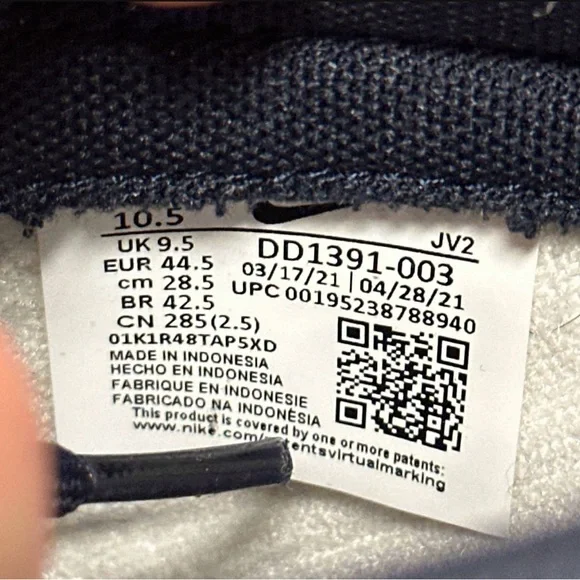 10.5
UK 9.5
EUR 44.5
cm 28.5
BR 42.5
CN 285(2.5)
JV2
DD1391-003
03/17/21 | 04/28/21
UPC 00195238788940
01K1R48TAP5XD
MADE IN INDONESIA
HECHO EN INDONESIA
FABRIQUE EN INDONESIE
FABRICADO NA INDONÉSIA
This product is covered by one or more patents:
www.nike.com/ entsvirtualmarking